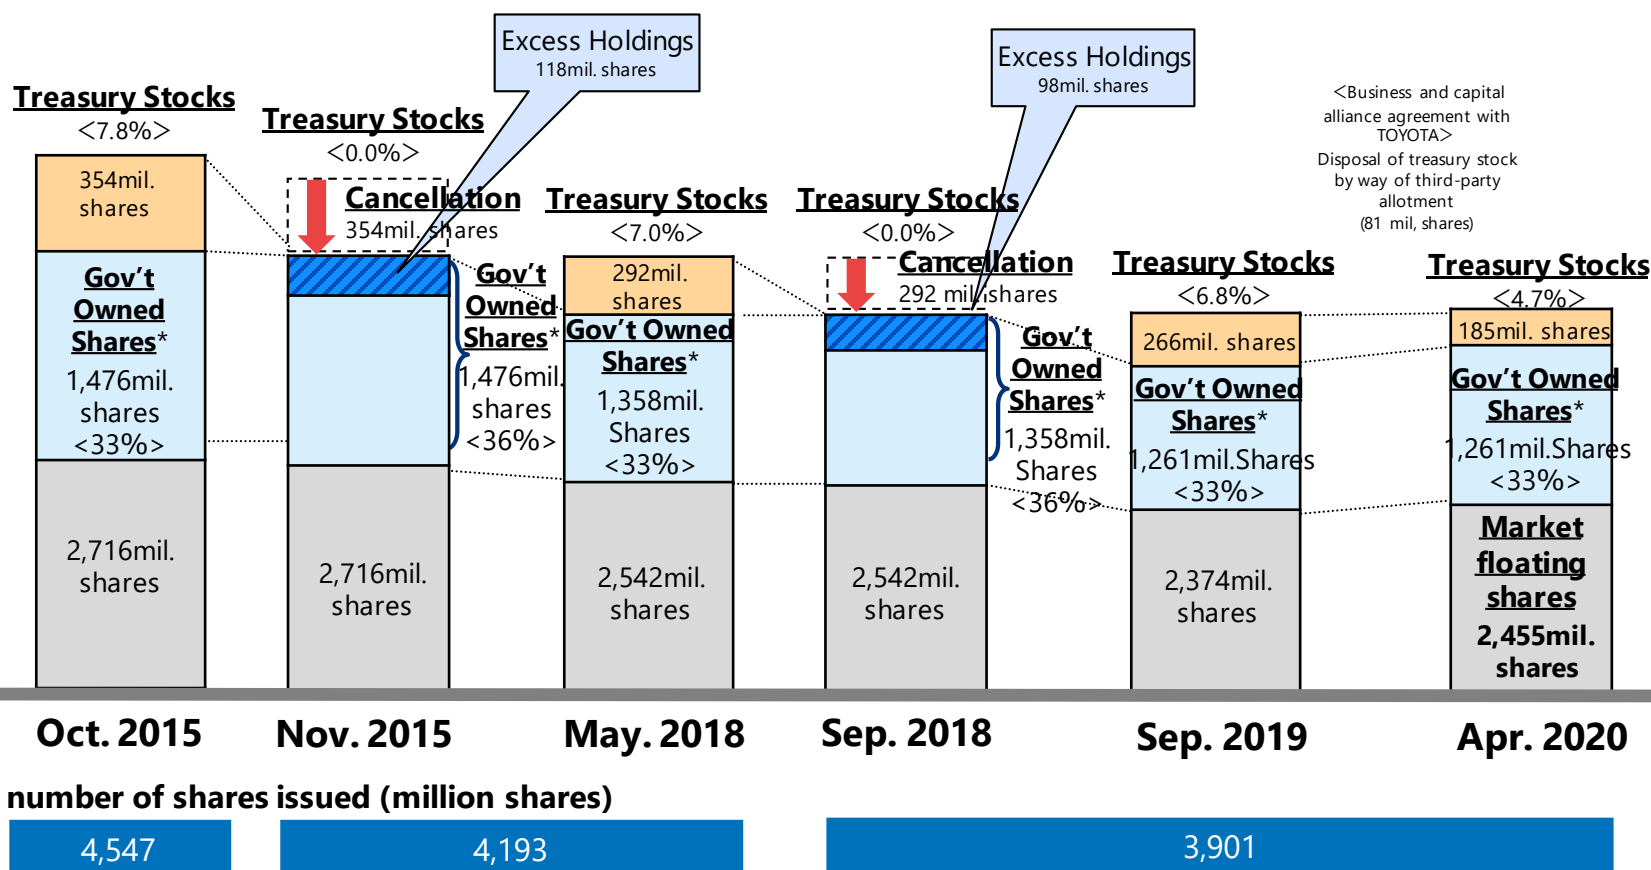 Excess Holdings
118mil. shares
Excess Holdings
98mil. shares
<Business and capital
alliance agreement with
TOYOTA>
Disposal of treasury stock
by way of third-party
allotment
(81 mil, shares)
Treasury Stocks
<7.8%>
354mil.
shares
Gov't
Owned
Shares*
1,476mil.
shares
<33%>
2,716mil.
shares
Treasury Stocks
<0.0%>
Cancellation
354mil. shares
Gov't
Owned
Shares*
1,476mil.
shares
<36%>
2,716mil.
shares
Treasury Stocks
<7.0%>
292mil.
shares
Gov't Owned
Shares*
1,358mil.
Shares
<33%>
2,542mil.
shares
Treasury Stocks
<0.0%>
Cancellation
292 mil. shares
Gov't
Owned
Shares*
1,358mil.
Shares
<36%>
2,542mil.
shares
Treasury Stocks
<6.8%>
266mil. shares
Gov't Owned
Shares*
1,261mil.Shares
<33%>
2,374mil.
shares
Treasury Stocks
<4.7%>
185mil. shares
Gov't Owned
Shares*
1,261mil.Shares
<33%>
Market
floating
shares
2,455mil.
shares
Oct. 2015
Nov. 2015
May. 2018
Sep. 2018
Sep. 2019
Apr. 2020
number of shares issued (million shares)
4,547
4,193
3,901